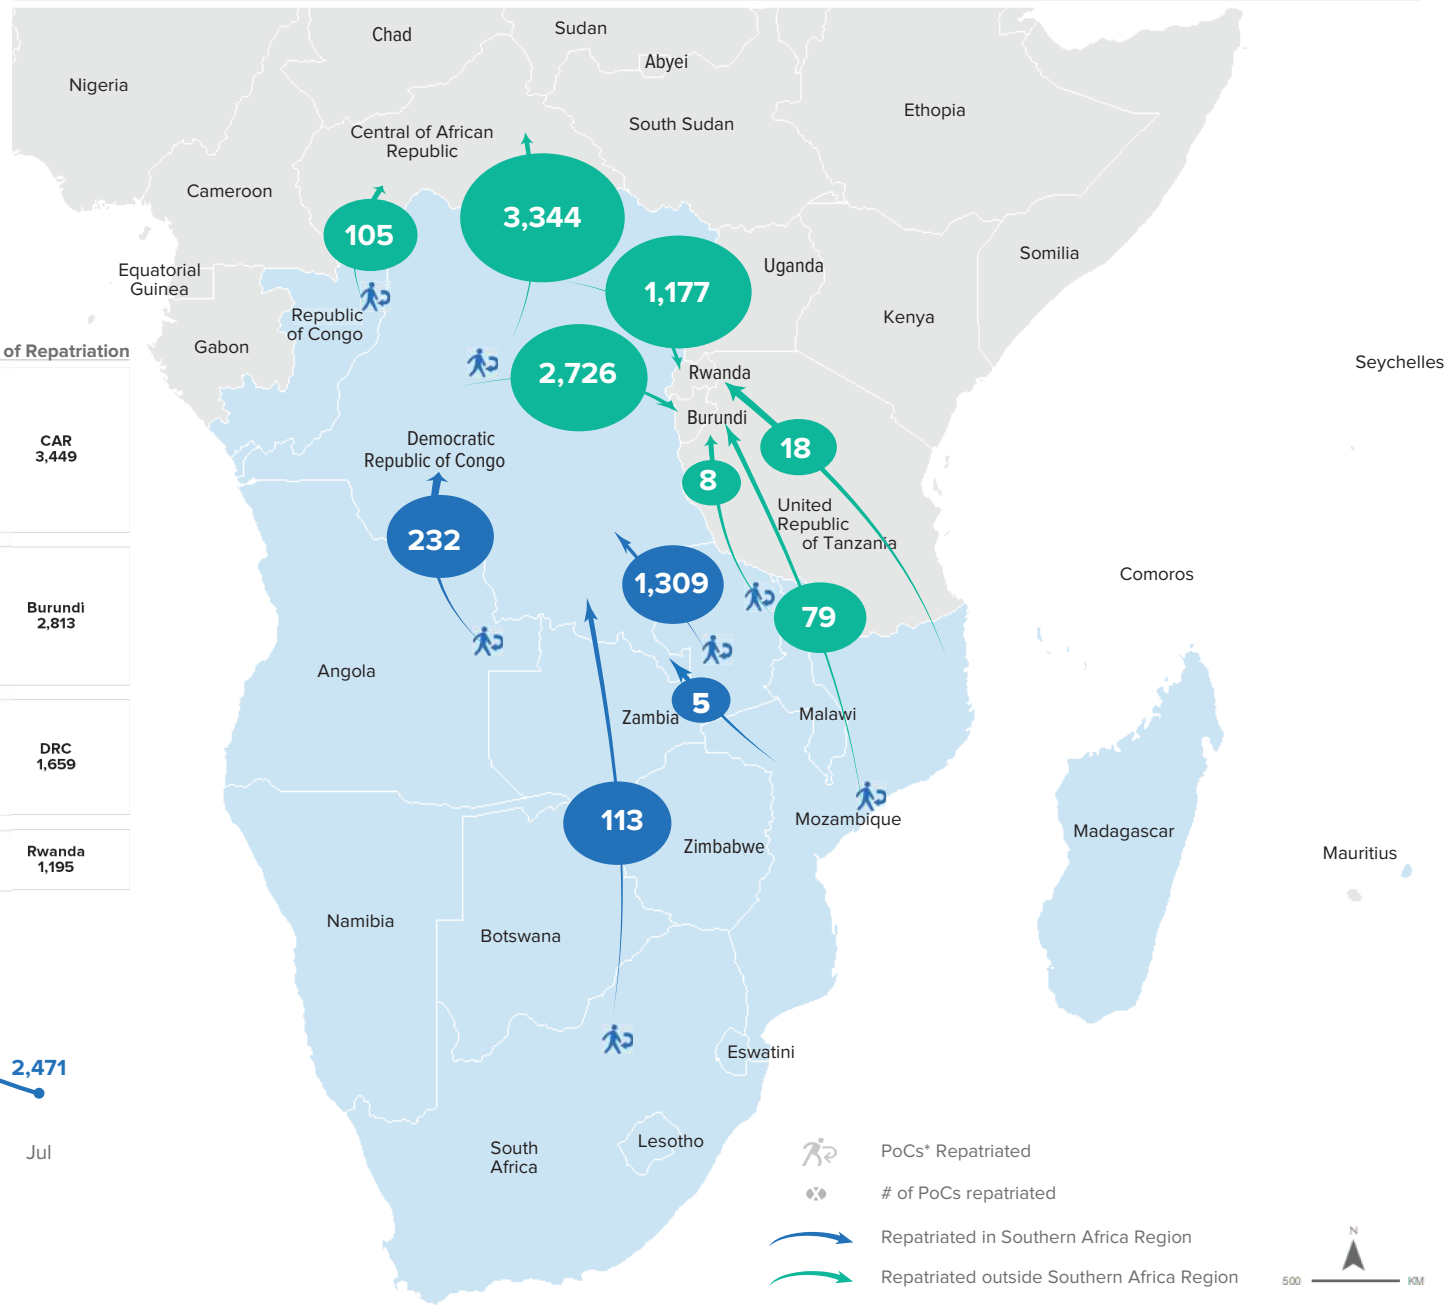 Chad
Sudan
Abyei
Nigeria
Ethopia
South Sudan
Central of African
Republic
Cameroon
3,344
105
Somilia
Equatorial
Guinea
Uganda
1,177
Republic
of Congo
Kenya
Gabon
of Repatriation
Seychelles
Rwanda
2,726
Burundi
CAR
3,449
Democratic
Republic of Congo
18
8
United
Republic
of Tanzania
232
1,309
Comoros
Burundi
2,813
79
Angola
5
Zambia
Malawi
DRC
1,659
113
Mozambique
Zimbabwe
Madagascar
Mauritius
Rwanda
1,195
Namibia
Botswana
Eswatini
2,471
Jul
South
Africa
Lesotho
PoCs* Repatriated
# of PoCs repatriated
Repatriated in Southern Africa Region
Repatriated outside Southern Africa Region
N
500
KM